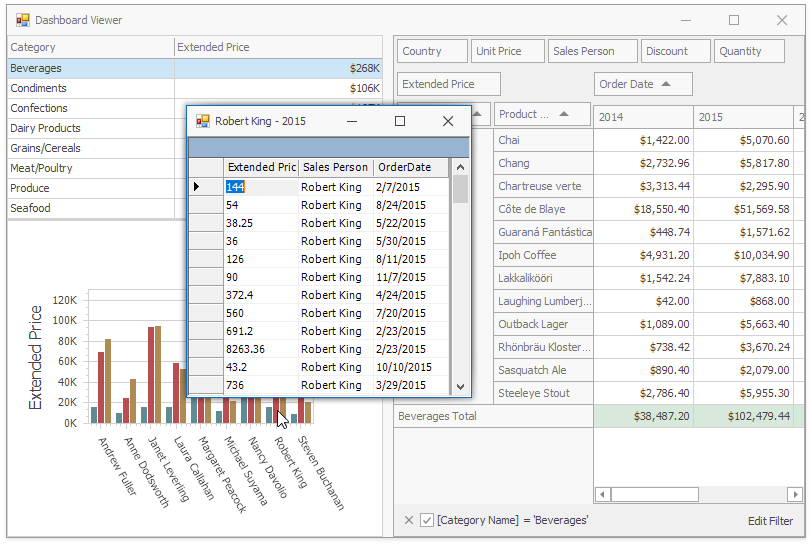 Dashboard Viewer
Category Extended Price
Beverages $268K
Condiments $106K
Confections
Dairy Products
Grains/Cereals
Meat/Poultry
Produce
Seafood
Extended Price
120K
100K
80K
60K
40K
20K
0K
Andrew Fuller
Anne Dodsworth
Janet Leverling
Laura Callahan
Margaret Peacock
Michael Suyama
Nancy Davolio
Robert King
Steven Buchanan
Robert King - 2015
Extended Pric Sales Person OrderDate
144 Robert King 2/7/2015
54 Robert King 8/24/2015
38.25 Robert King 5/22/2015
36 Robert King 5/30/2015
126 Robert King 8/11/2015
90 Robert King 11/7/2015
372.4 Robert King 4/24/2015
560 Robert King 7/20/2015
691.2 Robert King 2/23/2015
8263.36 Robert King 2/23/2015
43.2 Robert King 10/10/2015
736 Robert King 3/29/2015
Country Unit Price Sales Person Discount Quantity
Extended Price Order Date
Product ... 2014 2015 2
Chai $1,422.00 $5,070.60
Chang $2,732.96 $5,817.80
Chartreuse verte $3,313.44 $2,295.90
Côte de Blaye $18,550.40 $51,569.58
Guaraná Fantástica $448.74 $1,571.62
Ipoh Coffee $4,931.20 $10,034.90
Lakkalikööri $1,542.24 $7,883.10
Laughing Lumberj... $42.00 $868.00
Outback Lager $1,089.00 $5,663.40
Rhönbräu Kloster... $738.42 $3,670.24
Sasquatch Ale $890.40 $2,079.00
Steeleye Stout $2,786.40 $5,955.30
Beverages Total $38,487.20 $102,479.44
[Category Name] = 'Beverages' Edit Filter